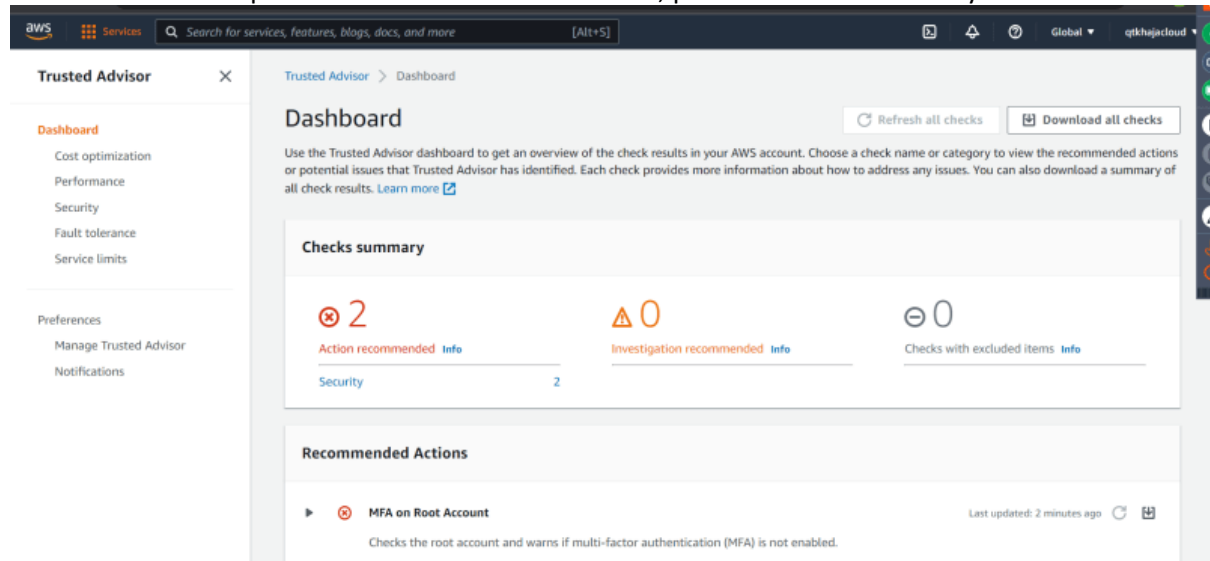 aws Services Search for services, features, blogs, docs, and more [Alt+S] Global ▼ qtkhajacloud ▼
Trusted Advisor
Dashboard
Cost optimization
Performance
Security
Fault tolerance
Service limits
Preferences
Manage Trusted Advisor
Notifications
Trusted Advisor > Dashboard
Dashboard
Refresh all checks Download all checks
Use the Trusted Advisor dashboard to get an overview of the check results in your AWS account. Choose a check name or category to view the recommended actions
or potential issues that Trusted Advisor has identified. Each check provides more information about how to address any issues. You can also download a summary of
all check results. Learn more
Checks summary
2
Action recommended Info
Security 2
0
Investigation recommended Info
0
Checks with excluded items Info
Recommended Actions
MFA on Root Account Last updated: 2 minutes ago
Checks the root account and warns if multi-factor authentication (MFA) is not enabled.